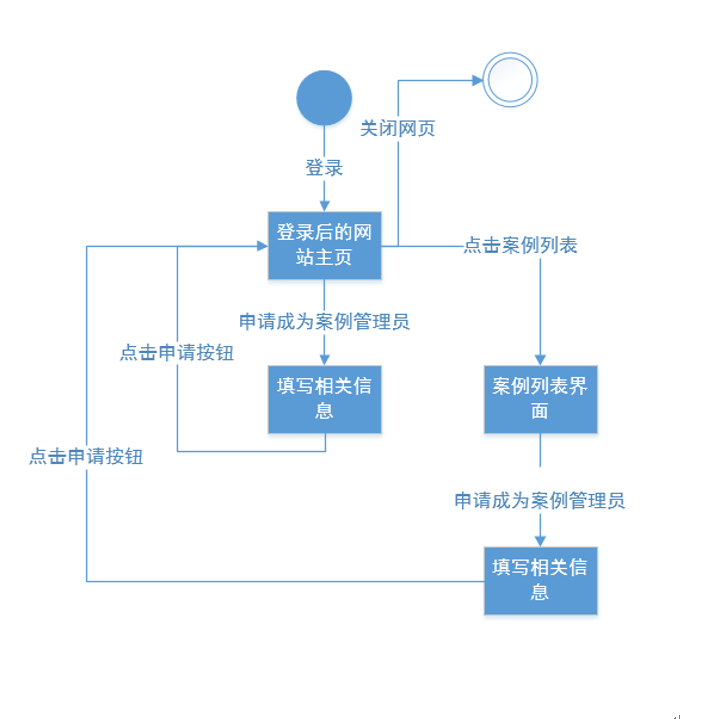 关闭网页
登录
登录后的网
站主页
点击案例列表
申请成为案例管理员
点击申请按钮
填写相关信
息
案例列表界
面
点击申请按钮
申请成为案例管理员
填写相关信
息